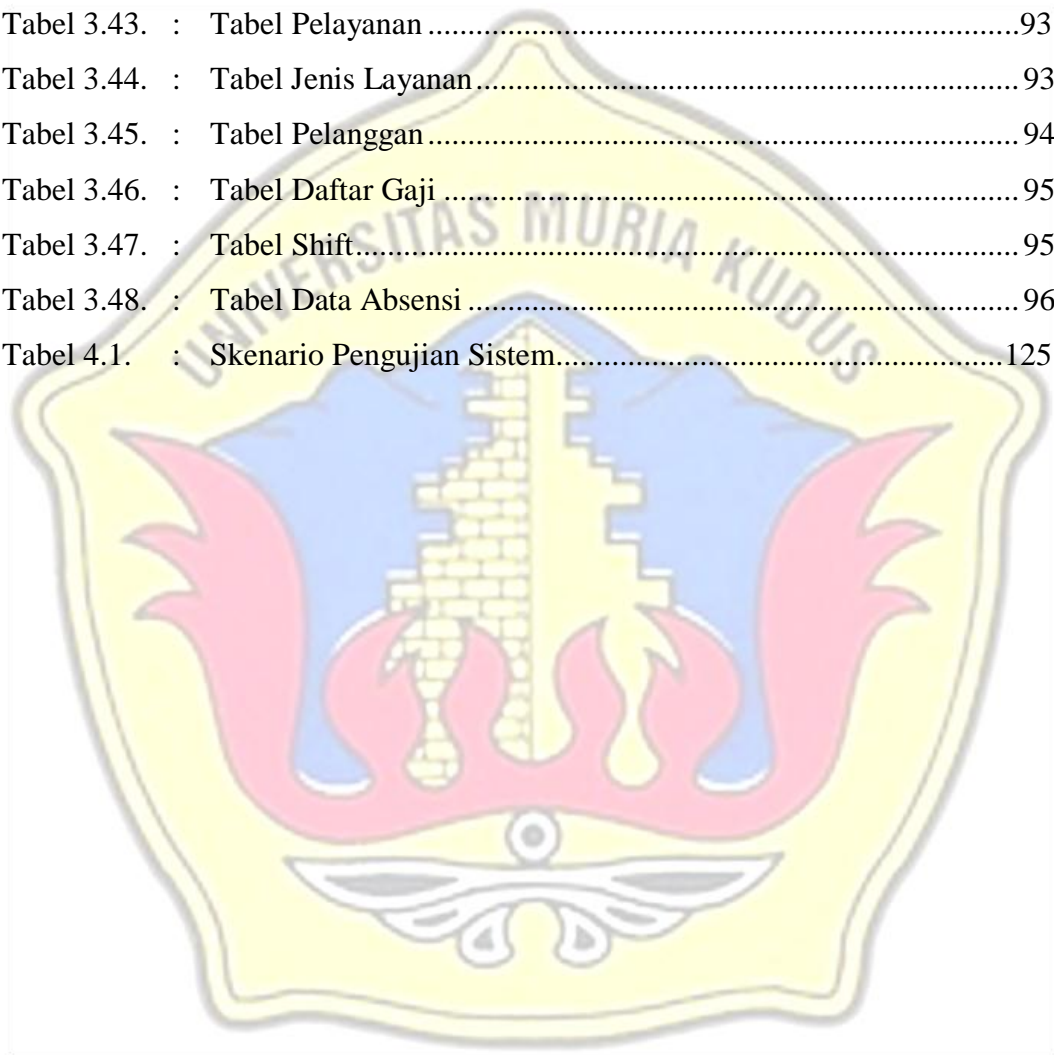 Tabel 3.43. : Tabel Pelayanan ........................................................................... 93
Tabel 3.44. : Tabel Jenis Layanan ..................................................................... 93
Tabel 3.45. : Tabel Pelanggan ........................................................................... 94
Tabel 3.46. : Tabel Daftar Gaji ......................................................................... 95
Tabel 3.47. : Tabel Shift .................................................................................... 95
Tabel 3.48. : Tabel Data Absensi ...................................................................... 96
Tabel 4.1. : Skenario Pengujian Sistem ......................................................... 125
UNIVERSITAS MURIA KUDUS